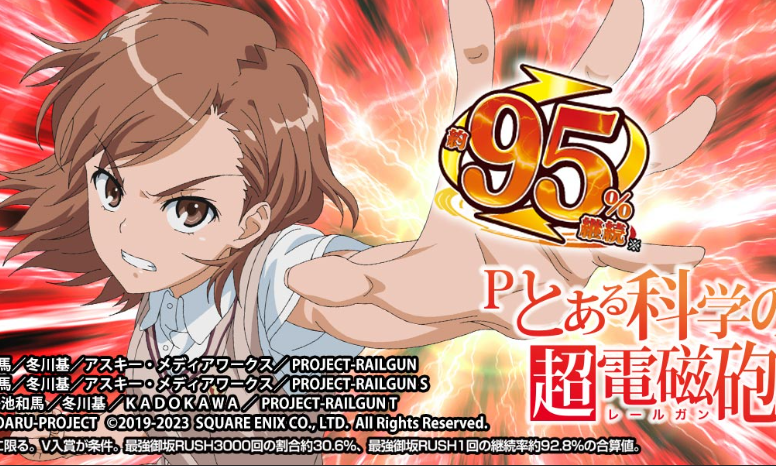 約
95%
継続※
Pとある科学の
超電磁砲
レールガン
馬／冬川基／アスキー・メディアワークス／PROJECT-RAILGUN
馬／冬川基／アスキー・メディアワークス／PROJECT-RAILGUN S
池和馬／冬川基／KADOKAWA／PROJECT-RAILGUN T
OARU-PROJECT ©2019-2023 SQUARE ENIX CO., LTD. All Rights Reserved.
に限る。V入賞が条件。最強御坂RUSH3000回の割合約30.6%、最強御坂RUSH1回の継続率約92.8%の合算値。